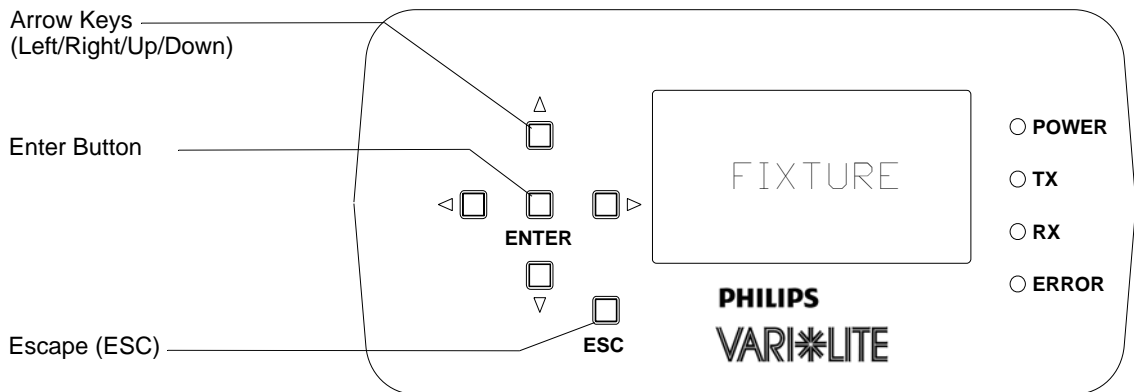 Arrow Keys
(Left/Right/Up/Down)
Enter Button
Escape (ESC)
ENTER
ESC
FIXTURE
PHILIPS
VARI LITE
POWER
TX
RX
ERROR